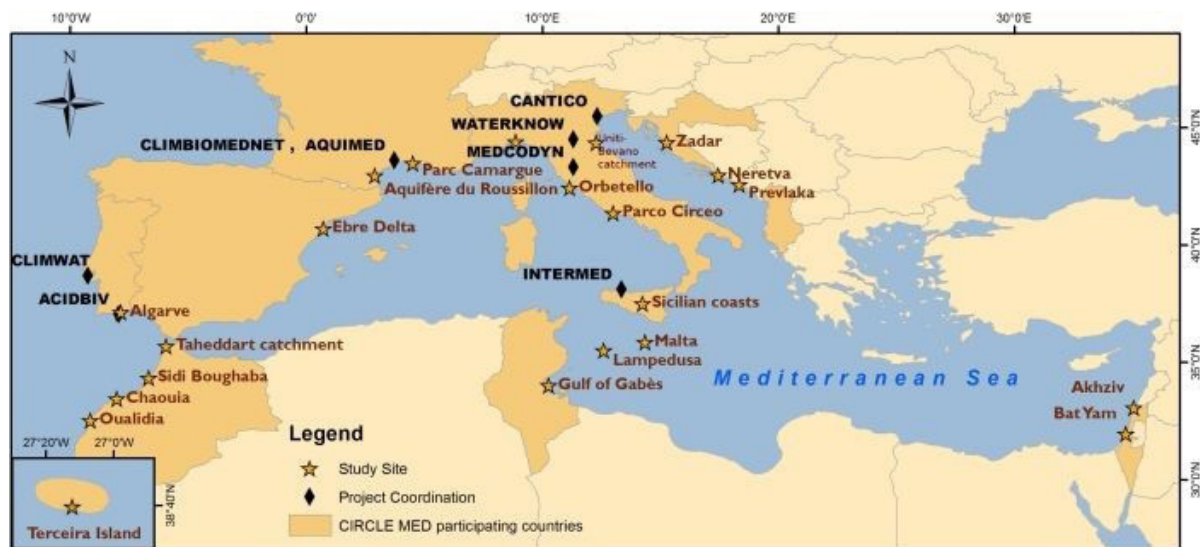 10°0'W
0°0'
10°0'E
20°0'E
30°0'E
N
CANTICO
45°0'N
WATERKNOW
Uniti-
Bevano
catchment
Zadar
CLIMBIOMEDNET , AQUIMED
MEDCODYN
Parc Camargue
Neretva
Aquifère du Roussillon
Orbetello
Prevlaka
Parco Circeo
Ebre Delta
40°0'N
CLIMWAT
INTERMED
ACIDBIV
Algarve
Sicilian coasts
Taheddart catchment
Malta
35°0'N
Lampedusa
Sidi Boughaba
Gulf of Gabès
Mediterranean Sea
Akhziv
Chaouia
Bat Yam
Oualidia
27°20'W
27°0'W
Legend
30°0'N
Study Site
38°40'N
Project Coordination
Terceira Island
CIRCLE MED participating countries